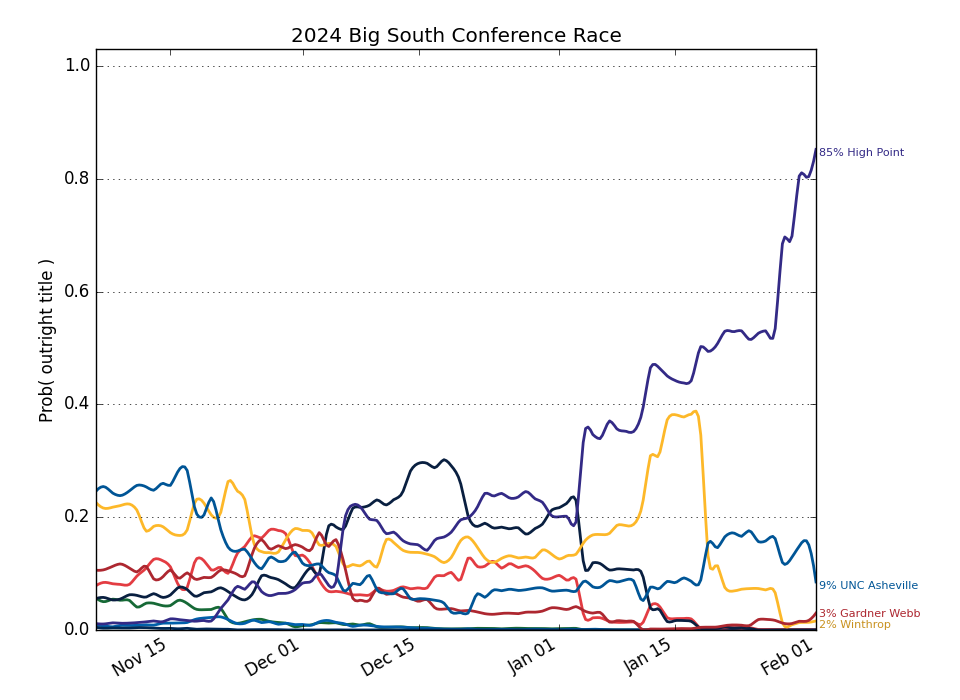 2024 Big South Conference Race
1.0
0.8
0.6
0.4
0.2
0.0
Prob( outright title )
85% High Point
9% UNC Asheville
3% Gardner Webb
2% Winthrop
Nov 15
Dec 01
Dec 15
Jan 01
Jan 15
Feb 01